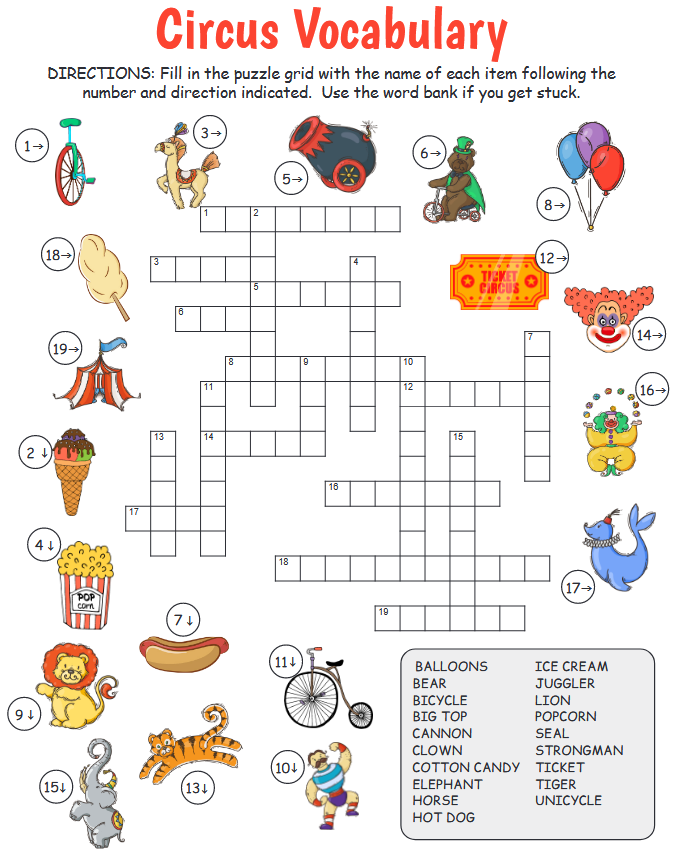 Circus Vocabulary
DIRECTIONS: Fill in the puzzle grid with the name of each item following the
number and direction indicated.  Use the word bank if you get stuck.
1→
3→
5→
6→
8→
1
2
18→
12→
TICKET
CIRCUS
3
4
5
6
14→
7
19→
8
9
10
11
12
16→
2 ↓
13
14
15
16
17
4↓
POP
corn
17→
18
7↓
19
11↓
9↓
10↓
15↓
13↓
BALLOONS
BEAR
BICYCLE
BIG TOP
CANNON
CLOWN
COTTON CANDY
ELEPHANT
HORSE
HOT DOG
ICE CREAM
JUGGLER
LION
POPCORN
SEAL
STRONGMAN
TICKET
TIGER
UNICYCLE